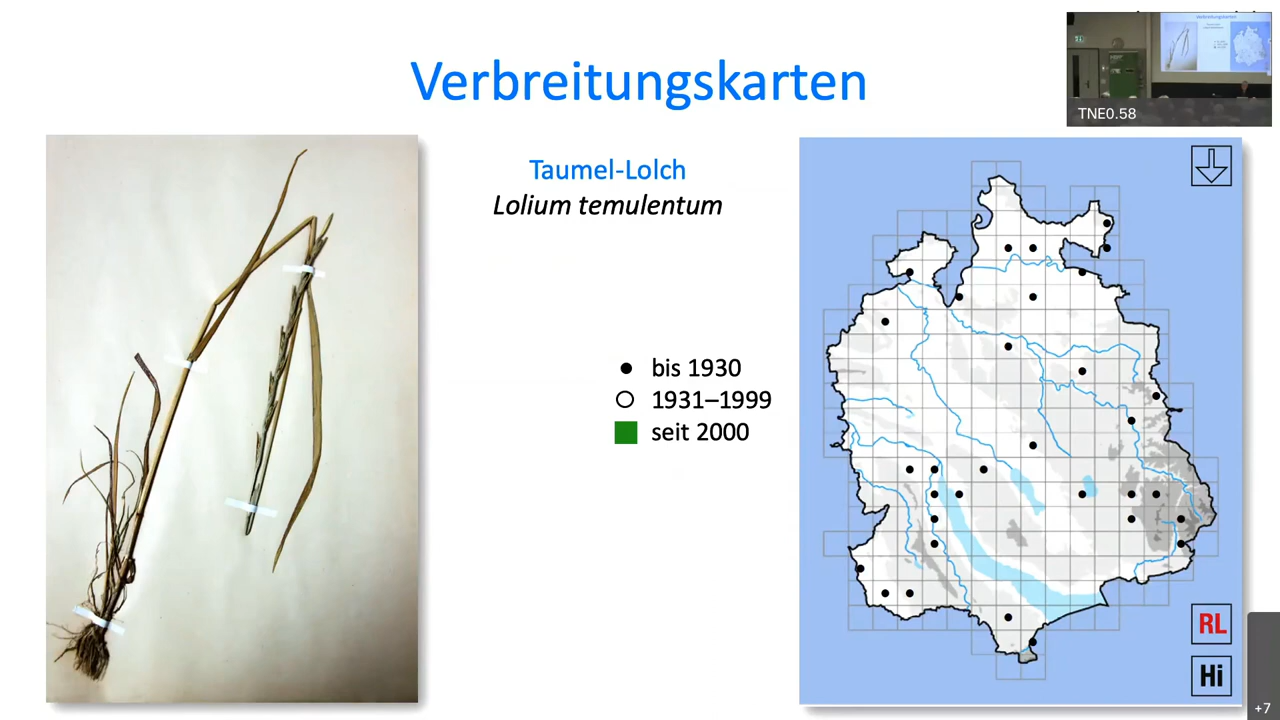 Verbreitungskarten
TNE0.58
Taumel-Lolch
Lolium temulentum
bis 1930
1931–1999
seit 2000
RL
Hi
+7